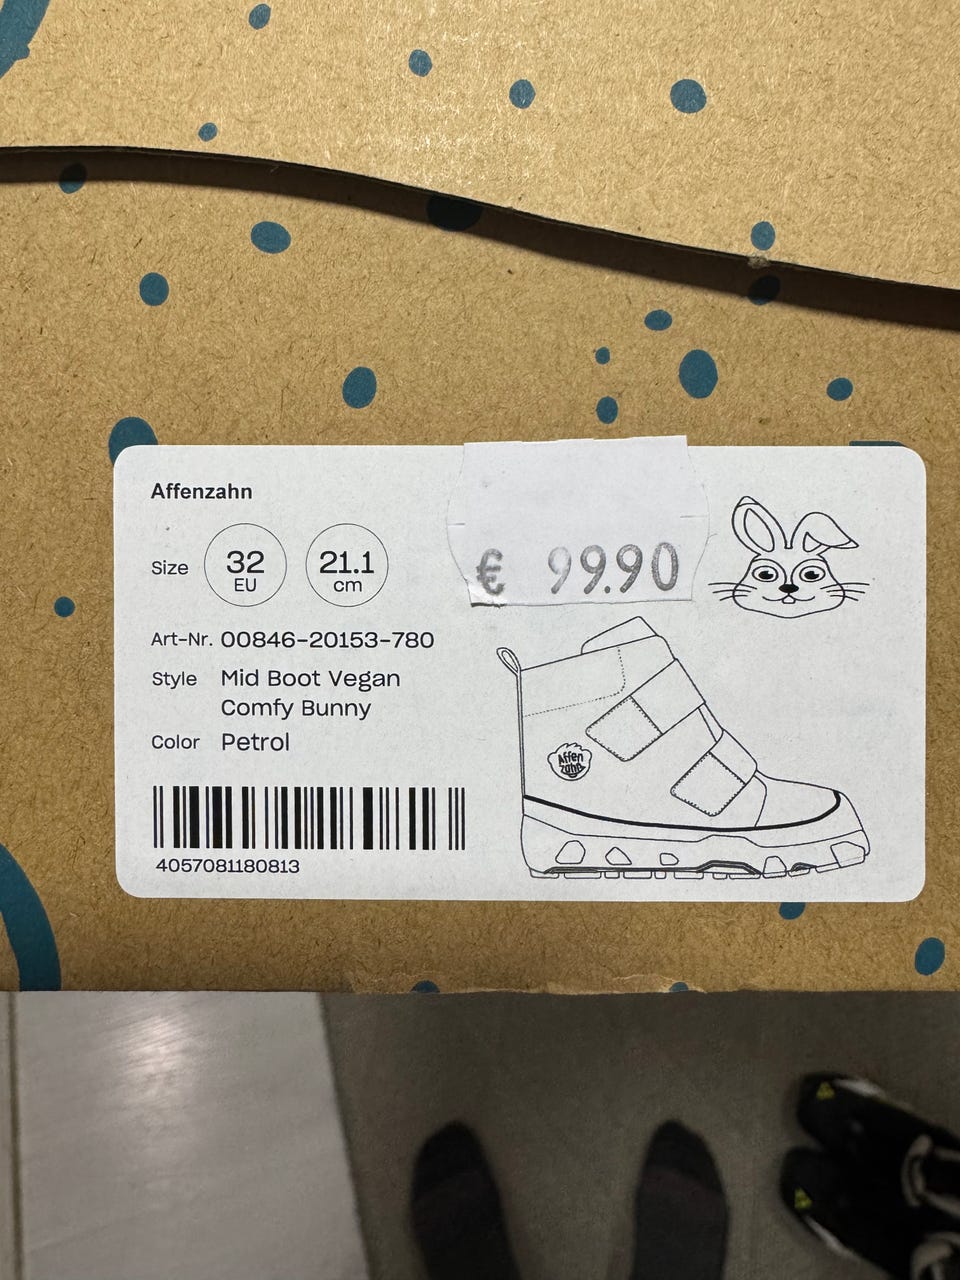 Affenzahn
€ 99.90
Size 32 EU 21.1 cm
Art-Nr. 00846-20153-780
Style Mid Boot Vegan
Comfy Bunny
Color Petrol
Affen
zahn
4057081180813